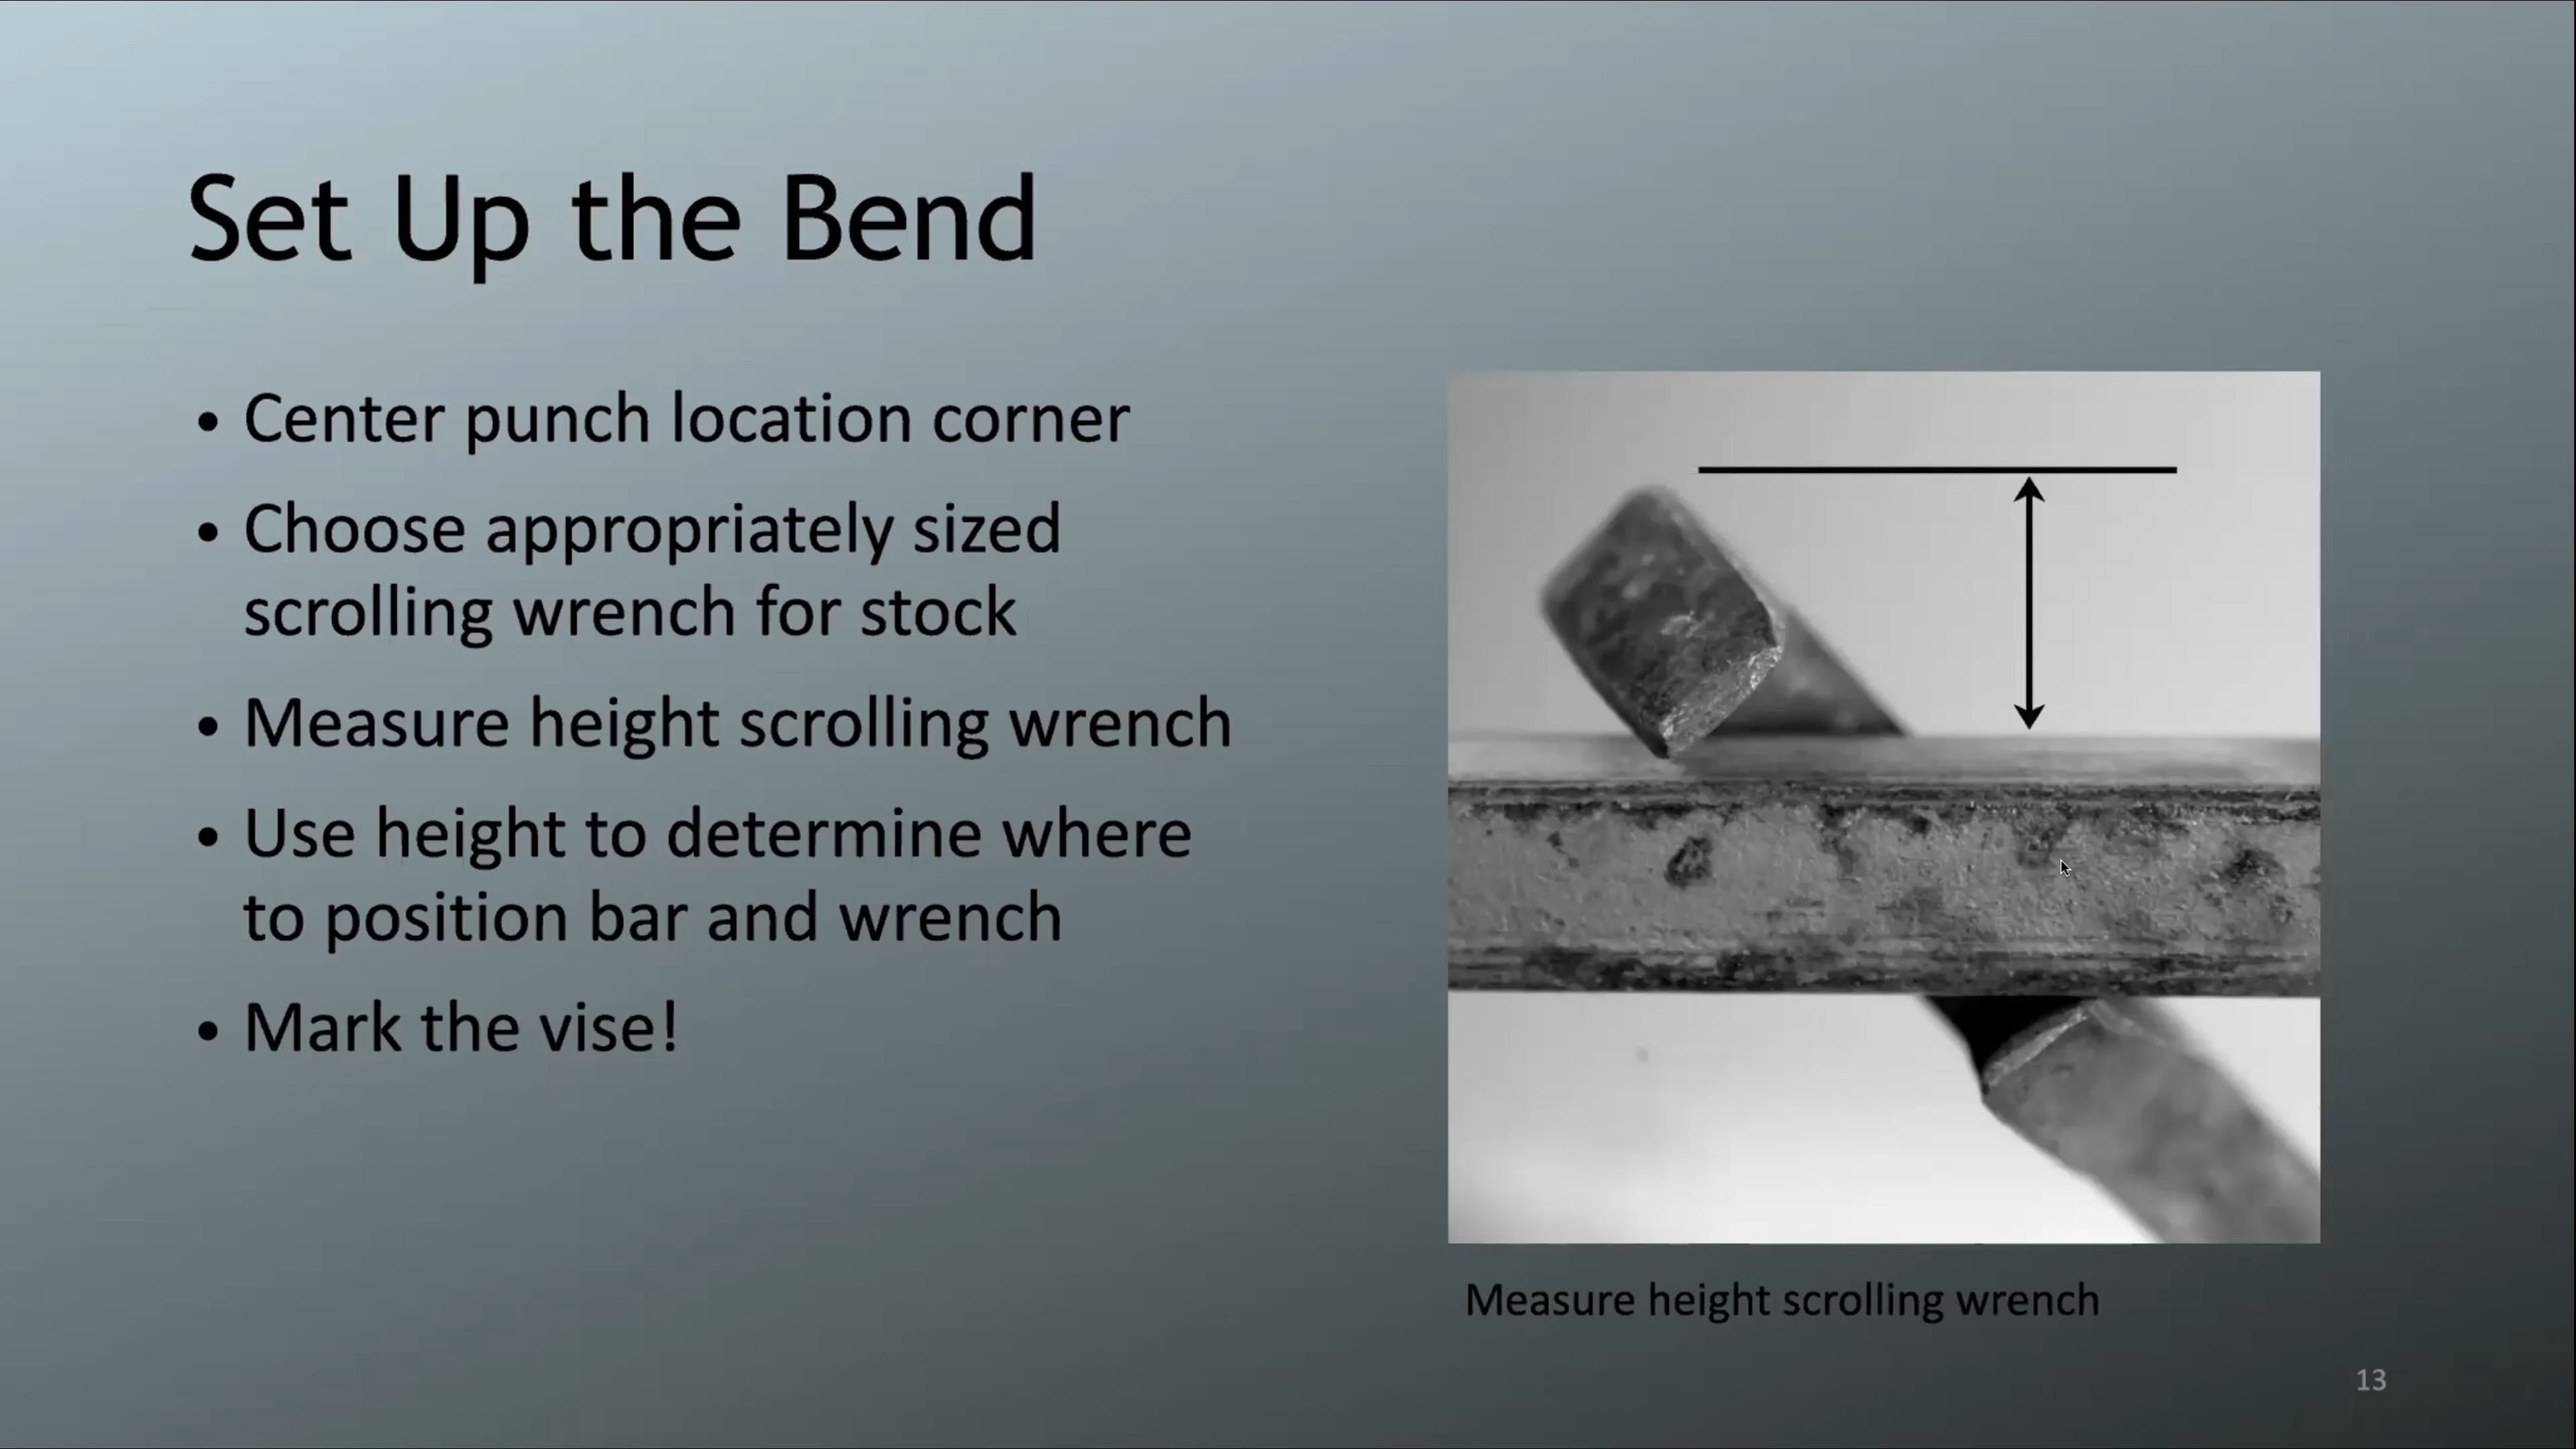 Set Up the Bend
• Center punch location corner
• Choose appropriately sized
scrolling wrench for stock
• Measure height scrolling wrench
• Use height to determine where
to position bar and wrench
• Mark the vise!
Measure height scrolling wrench
13